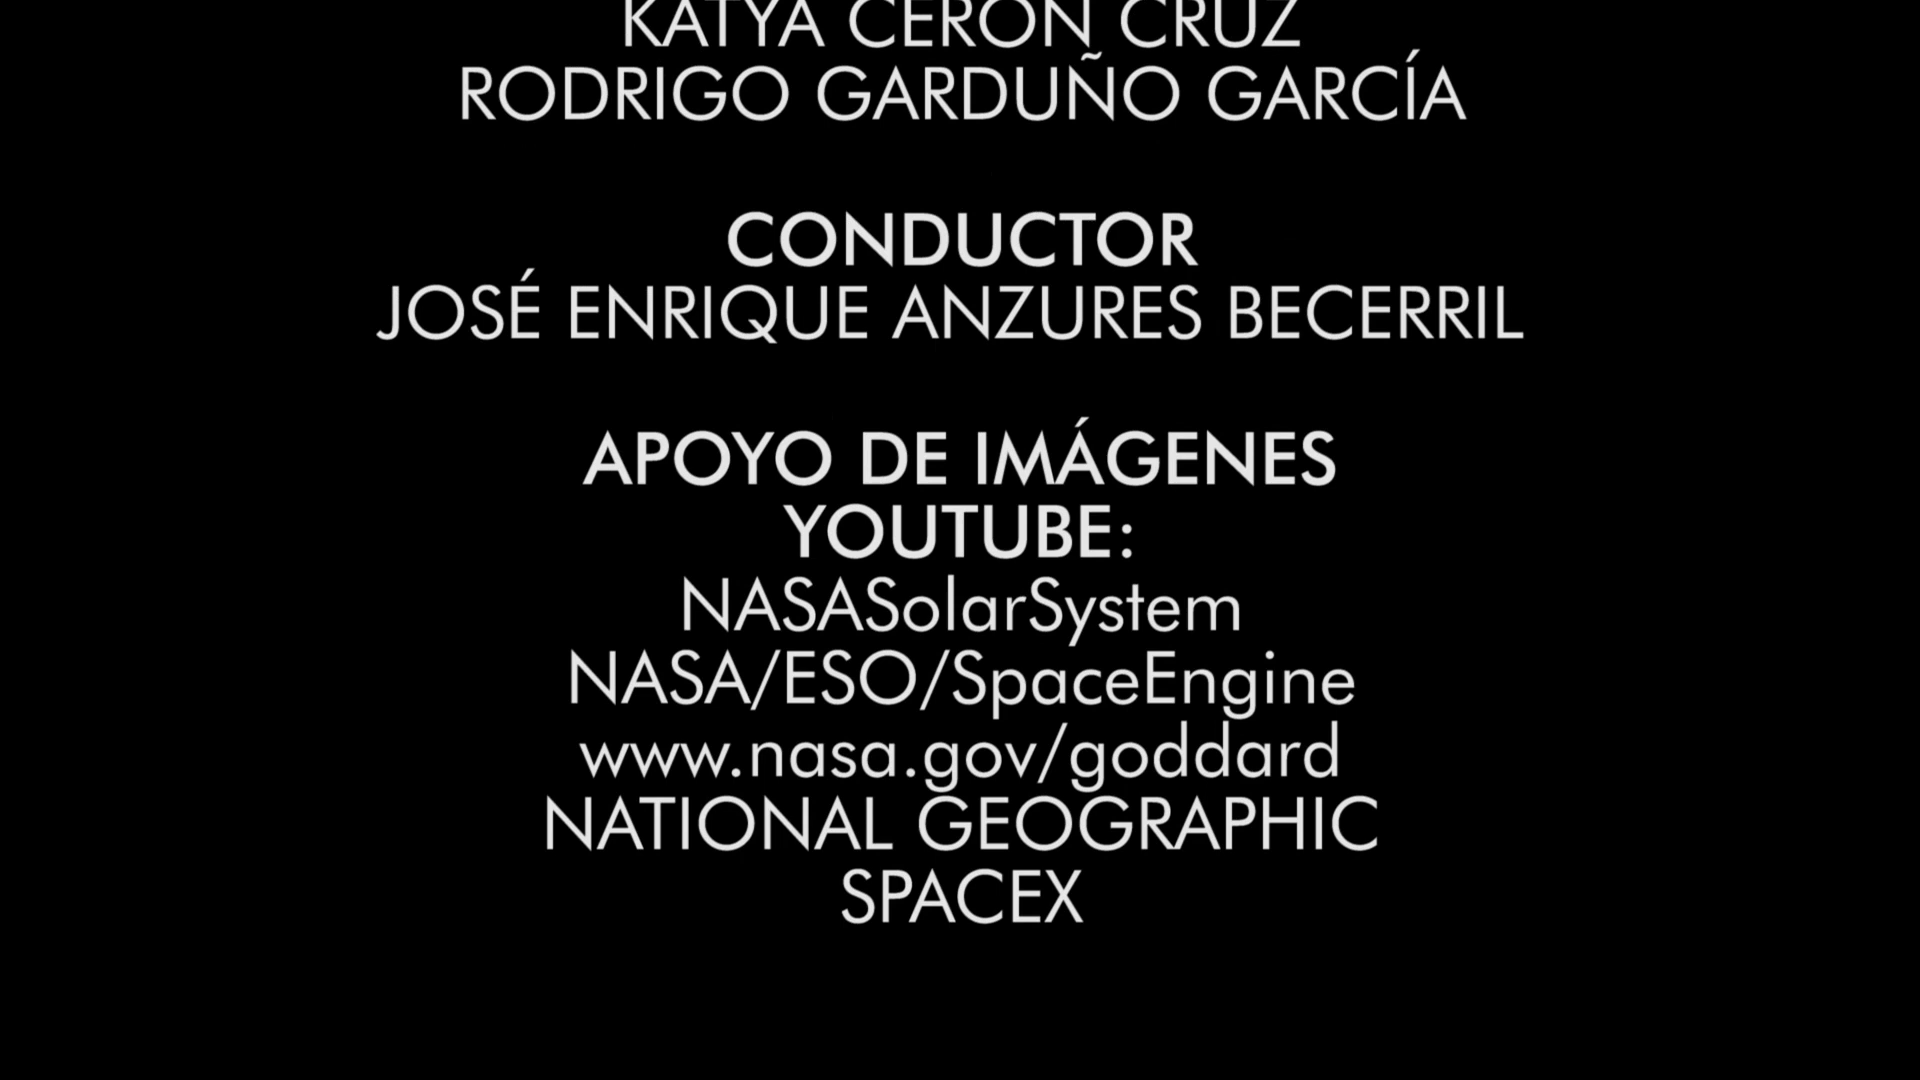 KATYA CERON CRUZ
RODRIGO GARDUÑO GARCÍA
CONDUCTOR
JOSÉ ENRIQUE ANZURES BECERRIL
APOYO DE IMÁGENES
YOUTUBE:
NASASolarSystem
NASA/ESO/SpaceEngine
www.nasa.gov/goddard
NATIONAL GEOGRAPHIC
SPACEX